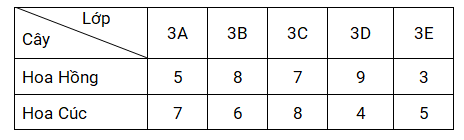 Lớp
Cây 3A 3B 3C 3D 3E
Hoa Hồng 5 8 7 9 3
Hoa Cúc 7 6 8 4 5